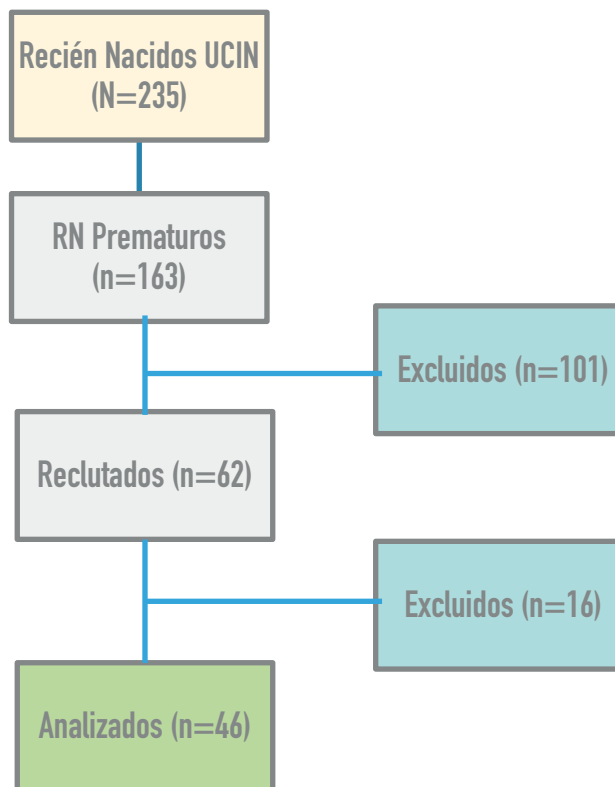 Recién Nacidos UCIN
(N=235)
RN Prematuros
(n=163)
Excluidos (n=101)
Reclutados (n=62)
Excluidos (n=16)
Analizados (n=46)